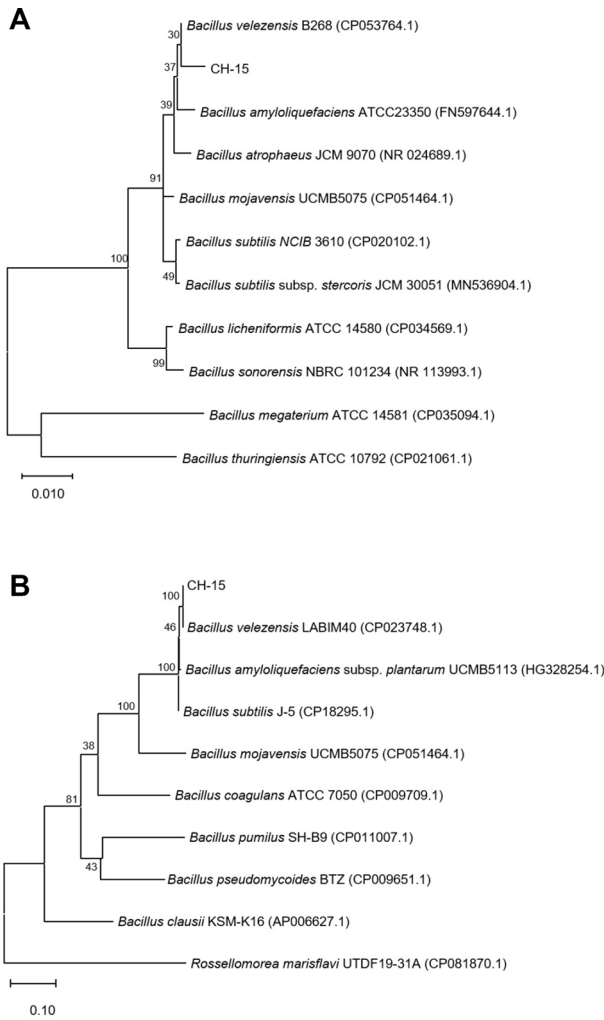 A
30
Bacillus velezensis B268 (CP053764.1)
37
CH-15
39
Bacillus amyloliquefaciens ATCC23350 (FN597644.1)
Bacillus atrophaeus JCM 9070 (NR 024689.1)
91
Bacillus mojavensis UCMB5075 (CP051464.1)
Bacillus subtilis NCIB 3610 (CP020102.1)
100
49
Bacillus subtilis subsp. stercoris JCM 30051 (MN536904.1)
Bacillus licheniformis ATCC 14580 (CP034569.1)
99
Bacillus sonorensis NBRC 101234 (NR 113993.1)
Bacillus megaterium ATCC 14581 (CP035094.1)
Bacillus thuringiensis ATCC 10792 (CP021061.1)
0.010
B
CH-15
100
46
Bacillus velezensis LABIM40 (CP023748.1)
100
Bacillus amyloliquefaciens subsp. plantarum UCMB5113 (HG328254.1)
100
Bacillus subtilis J-5 (CP18295.1)
38
Bacillus mojavensis UCMB5075 (CP051464.1)
81
Bacillus coagulans ATCC 7050 (CP009709.1)
Bacillus pumilus SH-B9 (CP011007.1)
43
Bacillus pseudomycoides BTZ (CP009651.1)
Bacillus clausii KSM-K16 (AP006627.1)
Rossellomorea marisflavi UTDF19-31A (CP081870.1)
0.10